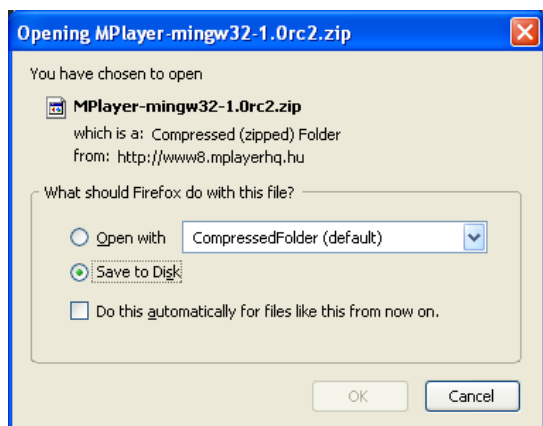 Opening MPlayer-mingw32-1.0rc2.zip
You have chosen to open
MPlayer-mingw32-1.0rc2.zip
which is a: Compressed (zipped) Folder
from: http://www8.mplayerhq.hu
What should Firefox do with this file?
Open with CompressedFolder (default)
Save to Disk
Do this automatically for files like this from now on.
OK Cancel